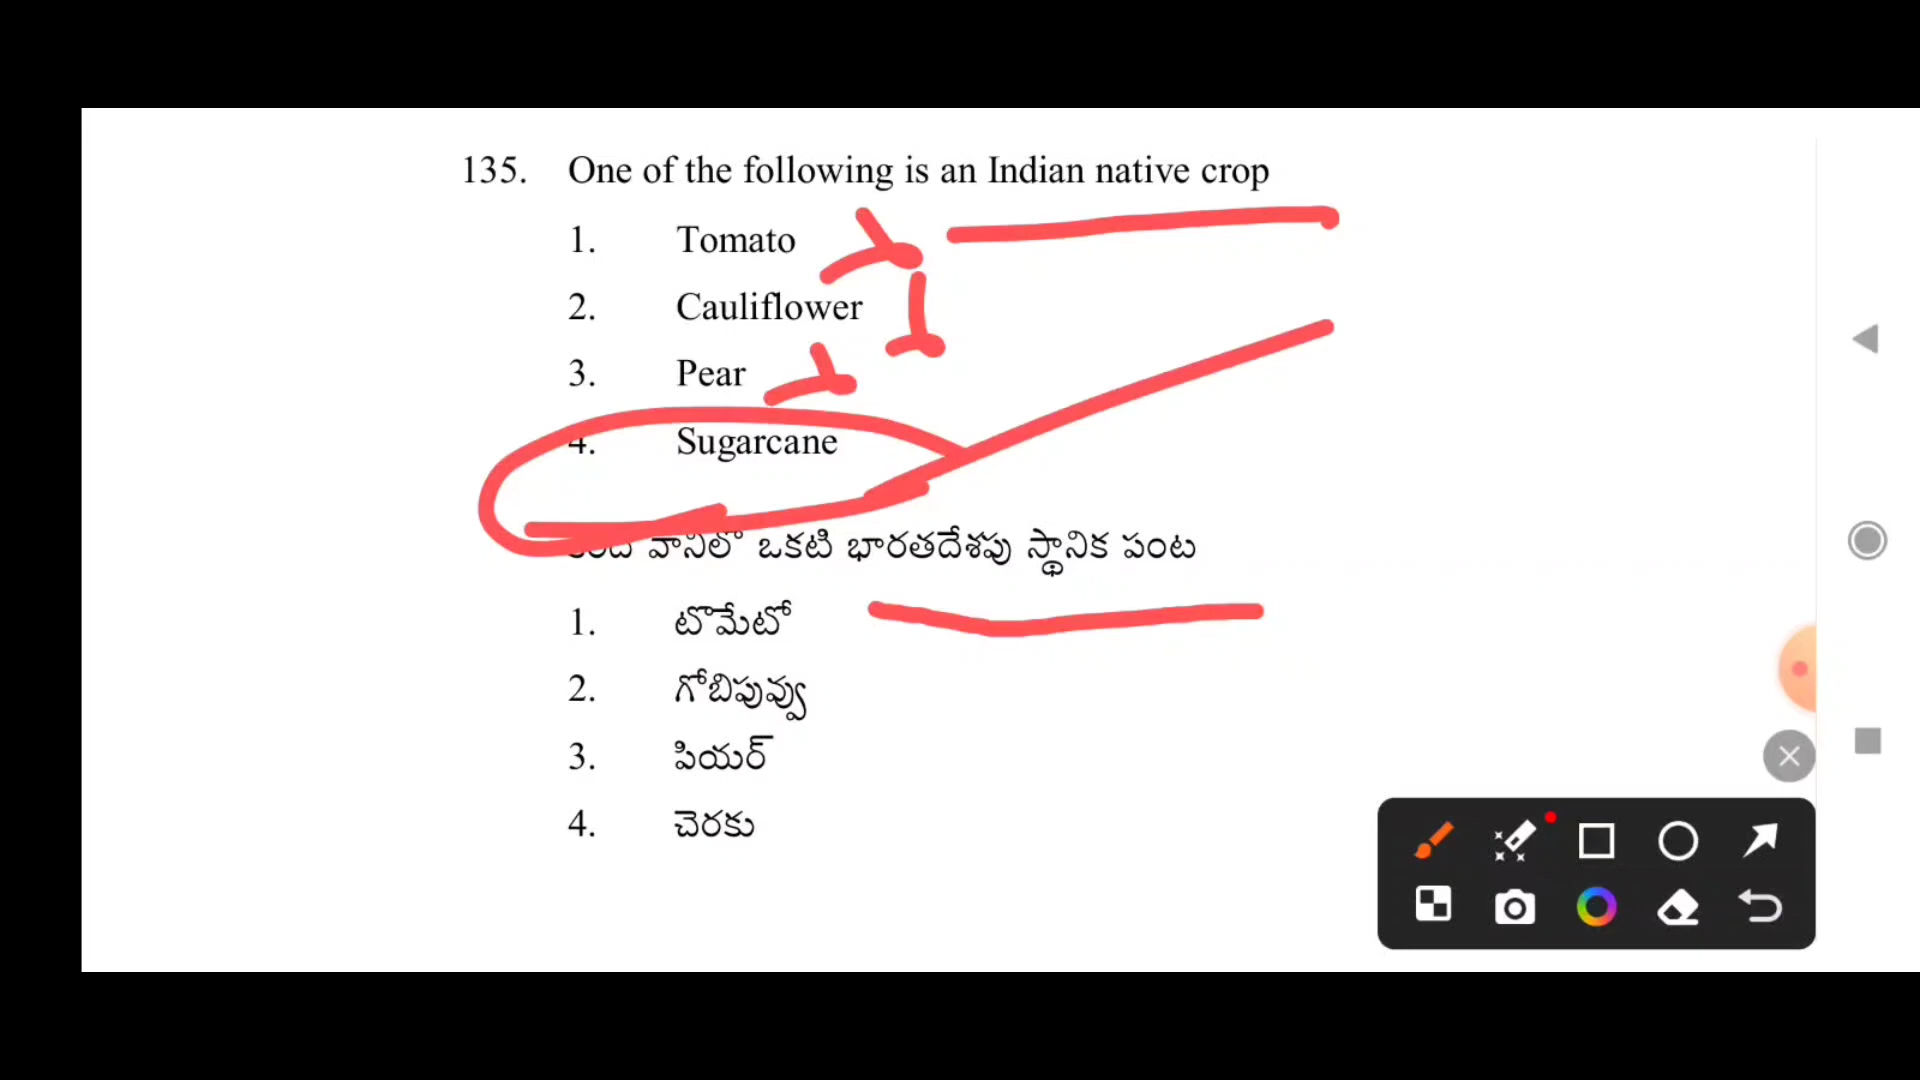 135. One of the following is an Indian native crop
1. Tomato
2. Cauliflower
3. Pear
4. Sugarcane
వానిలో ఒకటి భారతదేశపు స్థానిక పంట
1. టొమేటో
2. గోబిపువ్వు
3. పియర్
4. చెరకు